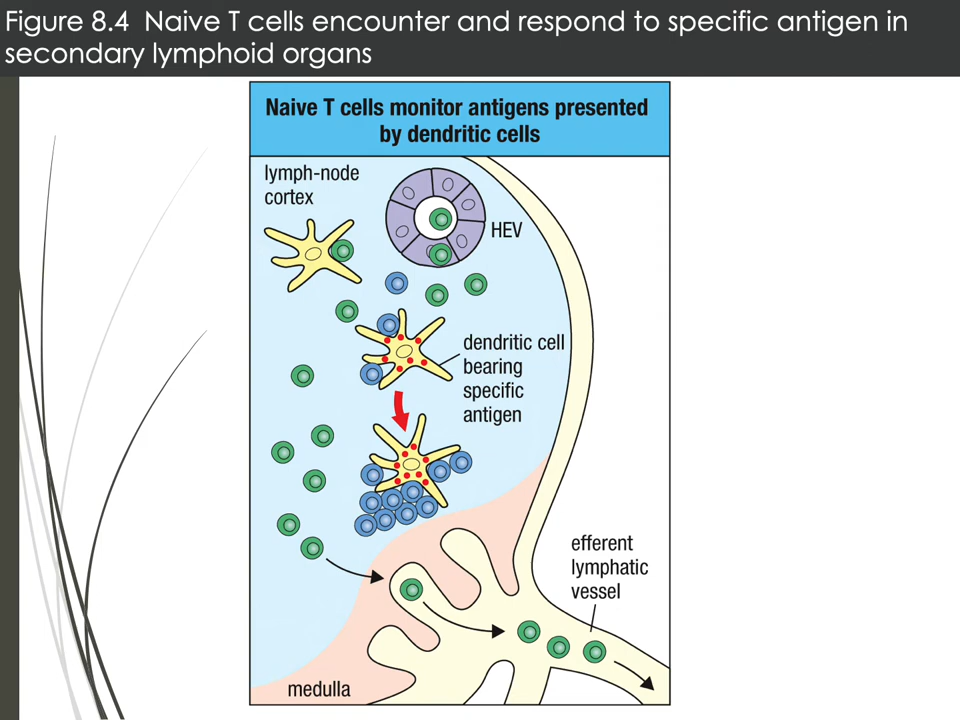 Figure 8.4  Naive T cells encounter and respond to specific antigen in
secondary lymphoid organs
Naive T cells monitor antigens presented
by dendritic cells
lymph-node
cortex
HEV
dendritic cell
bearing
specific
antigen
efferent
lymphatic
vessel
medulla